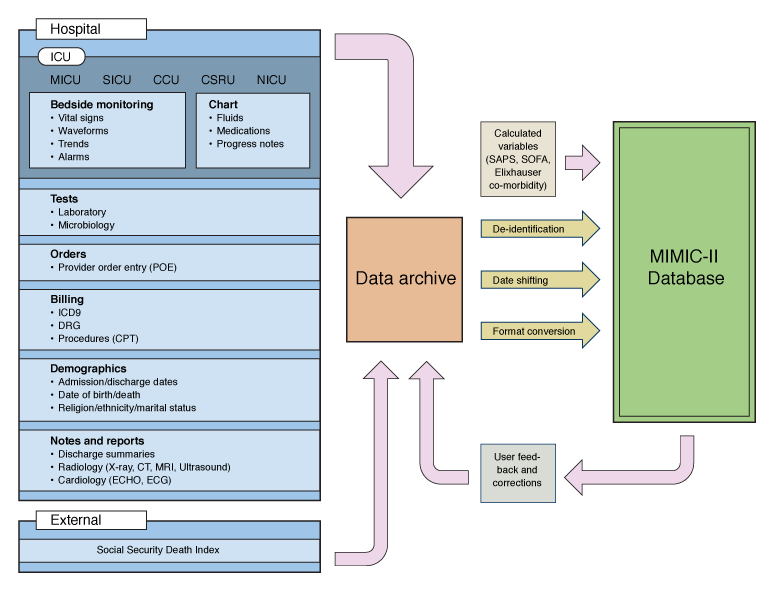 Hospital
ICU
MICU SICU CCU CSRU NICU
Bedside monitoring
• Vital signs
• Waveforms
• Trends
• Alarms
Chart
• Fluids
• Medications
• Progress notes
Tests
• Laboratory
• Microbiology
Orders
• Provider order entry (POE)
Billing
• ICD9
• DRG
• Procedures (CPT)
Demographics
• Admission/discharge dates
• Date of birth/death
• Religion/ethnicity/marital status
Notes and reports
• Discharge summaries
• Radiology (X-ray, CT, MRI, Ultrasound)
• Cardiology (ECHO, ECG)
External
Social Security Death Index
Data archive
Calculated
variables
(SAPS, SOFA,
Elixhauser
co-morbidity)
De-identification
Date shifting
Format conversion
User feed-
back and
corrections
MIMIC-II
Database